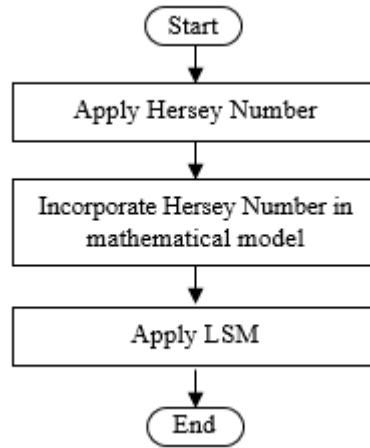 Start
Apply Hersey Number
Incorporate Hersey Number in
mathematical model
Apply LSM
End